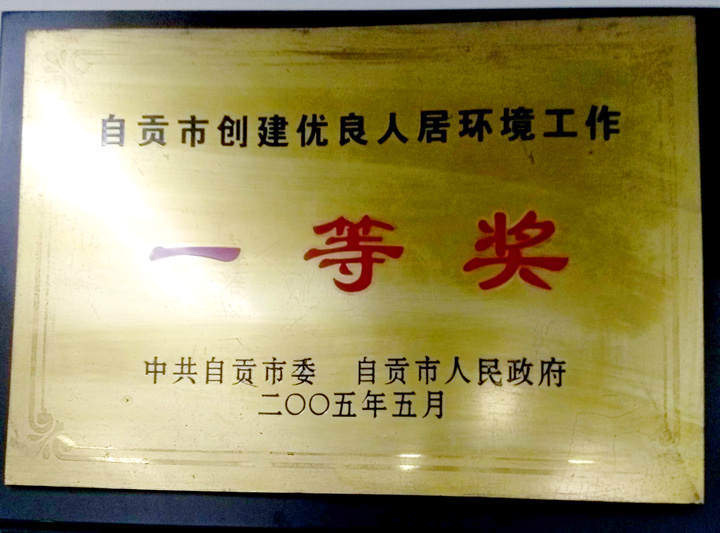 自贡市创建优良人居环境工作
一等奖
中共自贡市委 自贡市人民政府
二〇〇五年五月